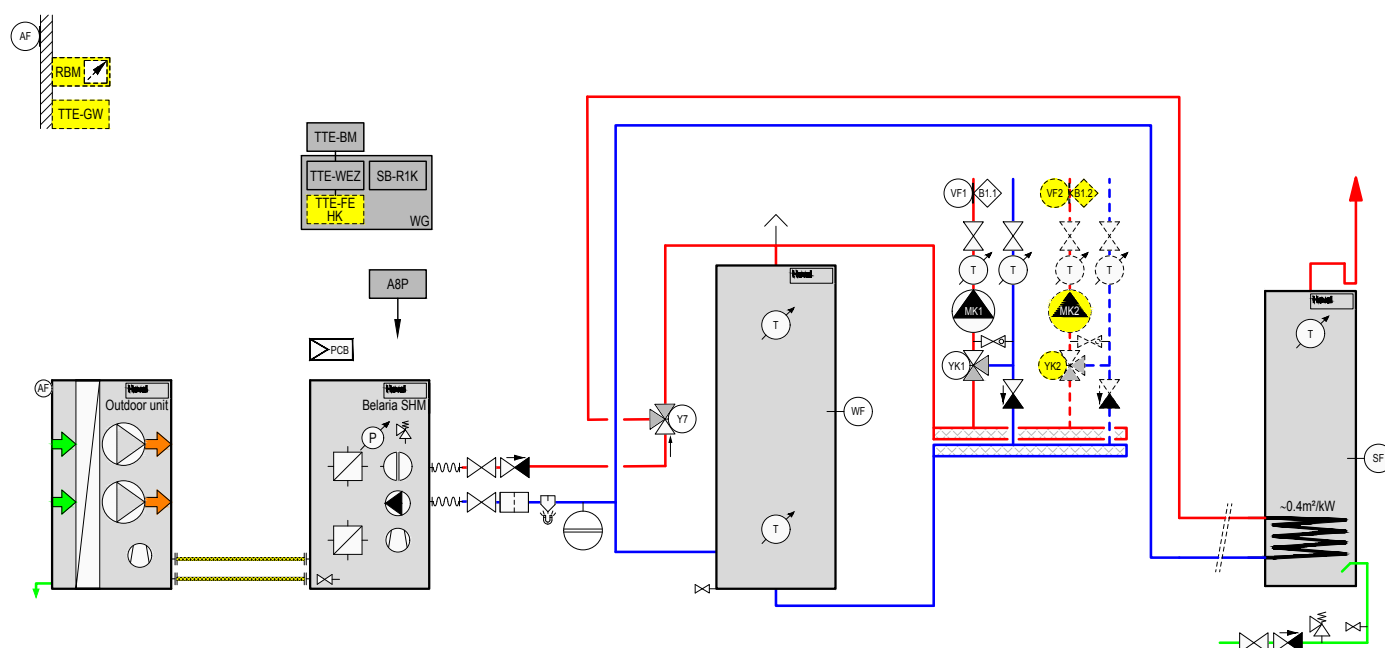 AF
RBM
TTE-GW
TTE-BM
TTE-WEZ
SB-R1K
TTE-FE
HK
WG
A8P
PCB
VF1
B1.1
VF2
B1.2
T
T
T
T
MK1
MK2
YK1
YK2
AF
Outdoor unit
Belaria SHM
P
Y7
T
WF
T
T
SF
~0.4m²/kW